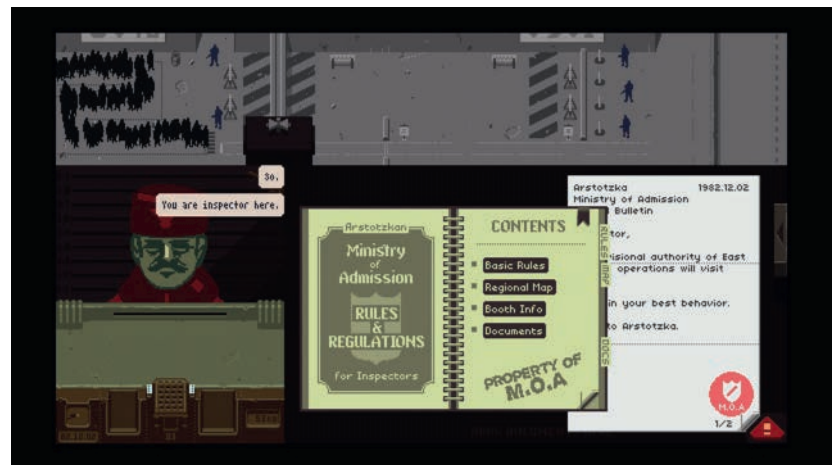 So.
You are inspector here.
Arstotzkan
Ministry
of
Admission
RULES
&
REGULATIONS
for Inspectors
CONTENTS
Basic Rules
Regional Map
Booth Info
Documents
PROPERTY OF
M.O.A
RULES
MAP
DOCS
Arstotzka 1982.12.02
Ministry of Admission
Bulletin
authority of East
operations will visit
in your best behavior.
to Arstotzka.
M.O.A
1/2